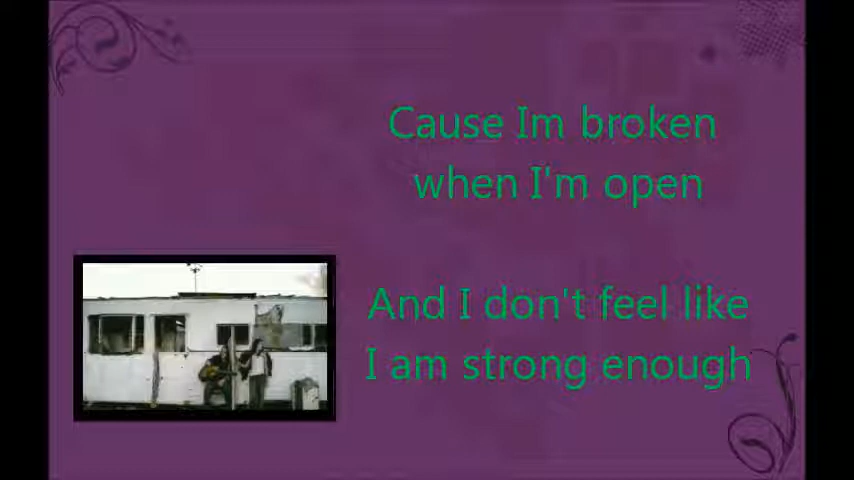 Cause Im broken
when I'm open
And I don't feel like
I am strong enough